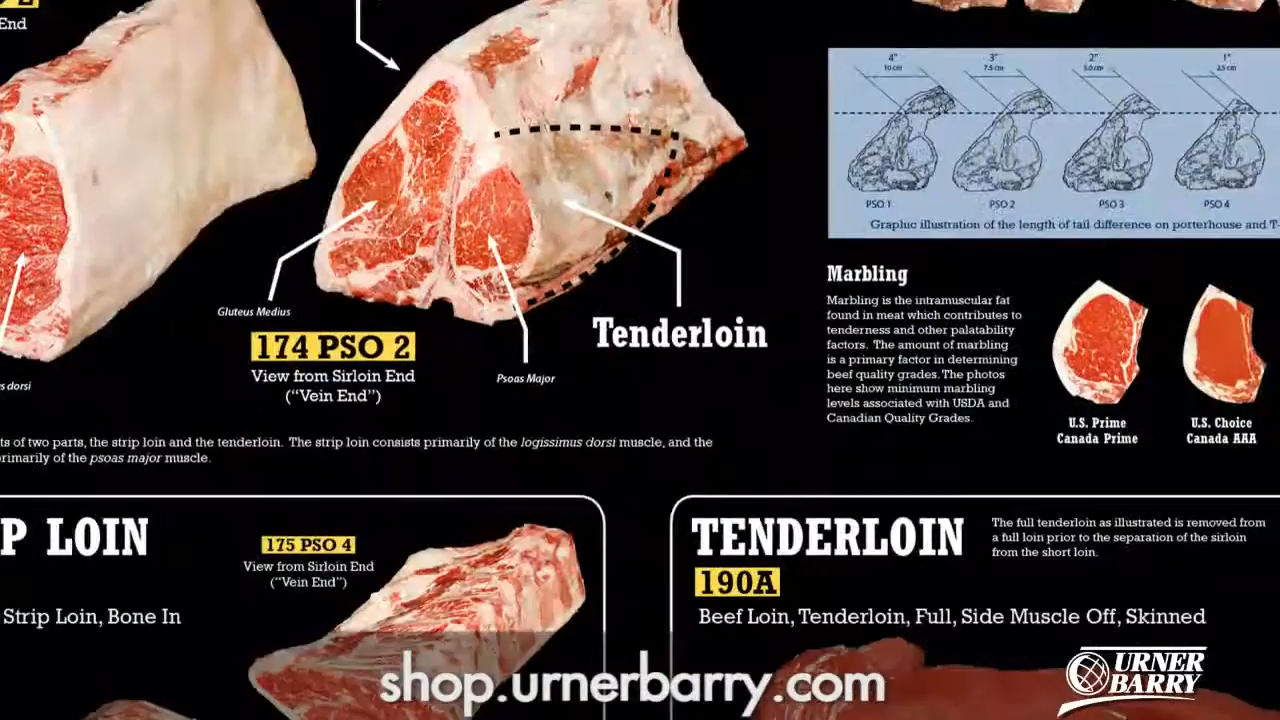 End
4"
10 cm
3"
7.5 cm
2"
5.0 cm
1"
2.5 cm
PSO 1
PSO 2
PSO 3
PSO 4
Graphic illustration of the length of tail difference on porterhouse and T-
Gluteus Medius
174 PSO 2
View from Sirloin End
("Vein End")
Psoas Major
Tenderloin
s dorsi
Marbling
Marbling is the intramuscular fat
found in meat which contributes to
tenderness and other palatability
factors. The amount of marbling
is a primary factor in determining
beef quality grades. The photos
here show minimum marbling
levels associated with USDA and
Canadian Quality Grades.
U.S. Prime
Canada Prime
U.S. Choice
Canada AAA
ts of two parts, the strip loin and the tenderloin. The strip loin consists primarily of the logissimus dorsi muscle, and the
rimarily of the psoas major muscle.
P LOIN
175 PSO 4
View from Sirloin End
("Vein End")
Strip Loin, Bone In
TENDERLOIN
190A
The full tenderloin as illustrated is removed from
a full loin prior to the separation of the sirloin
from the short loin.
Beef Loin, Tenderloin, Full, Side Muscle Off, Skinned
shop.urnerbarry.com
URNER
BARRY